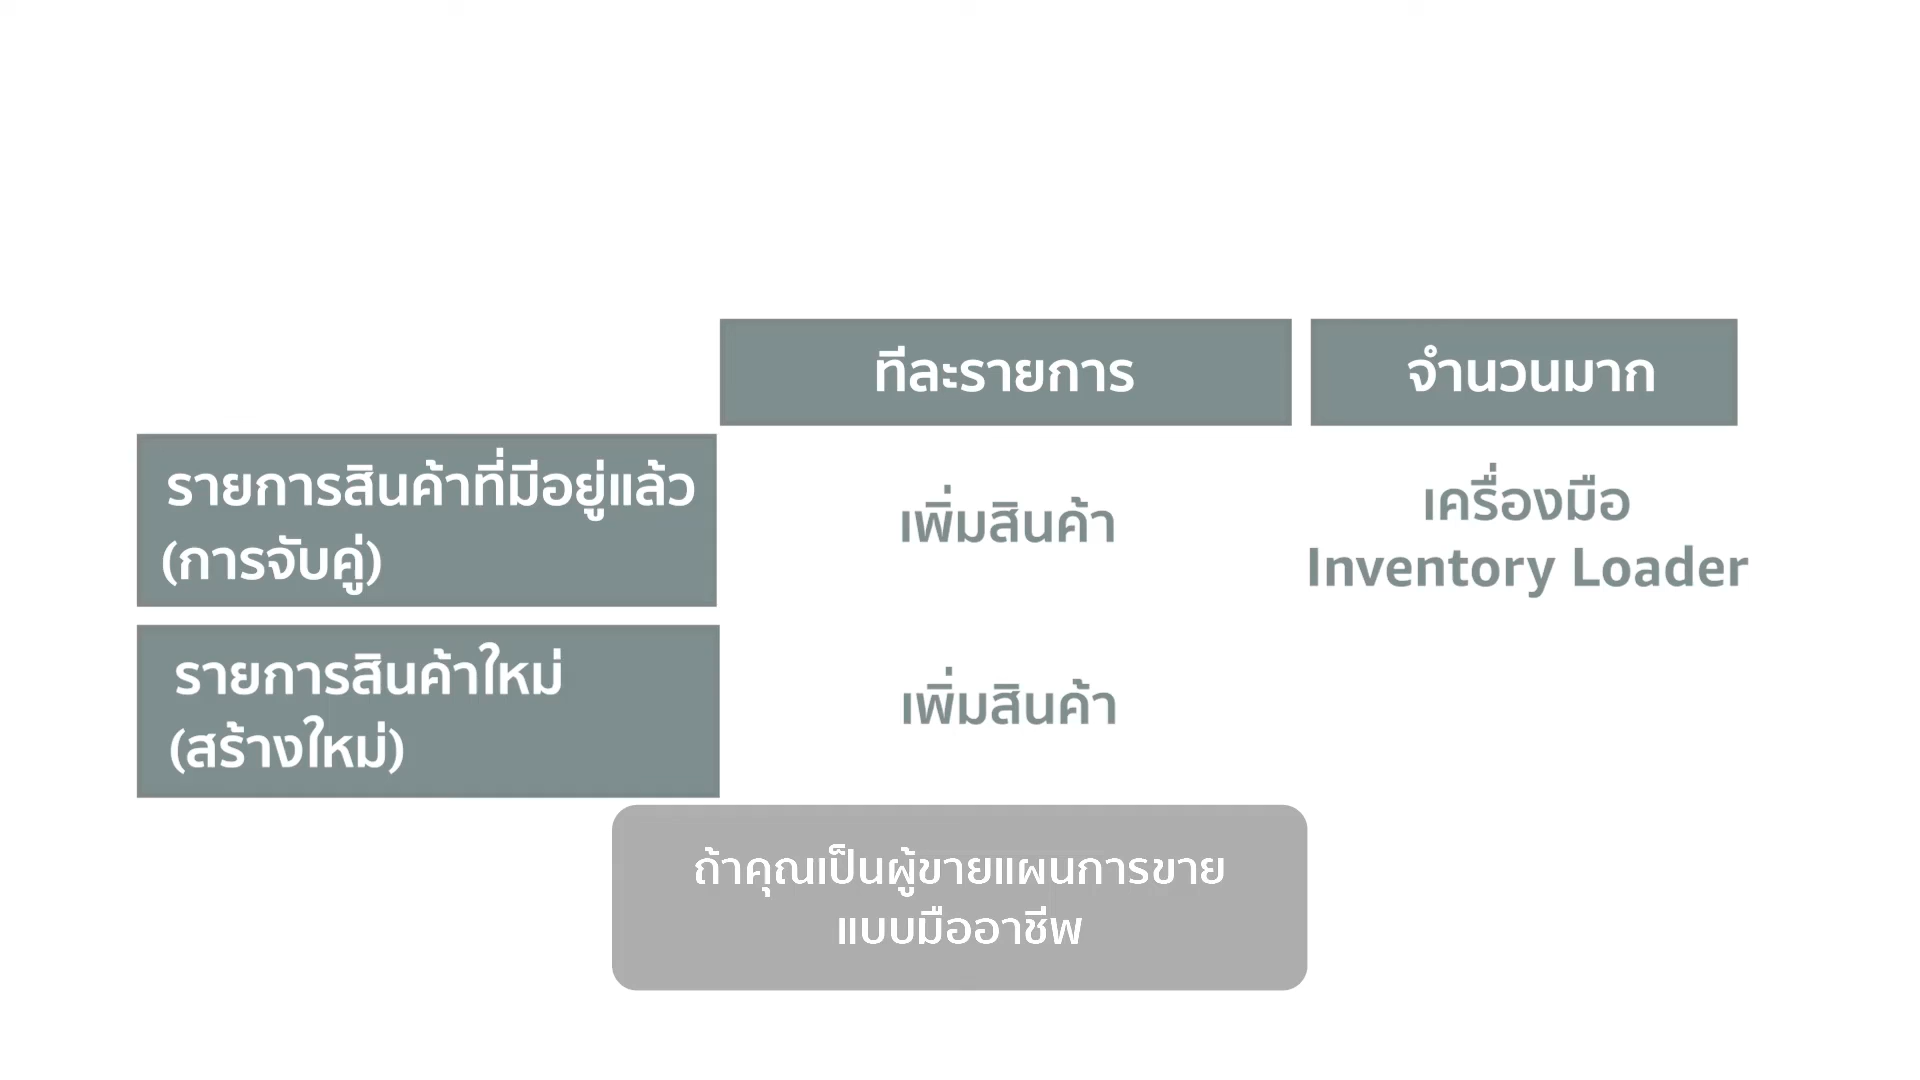 ทีละรายการ
จำนวนมาก
รายการสินค้าที่มีอยู่แล้ว
(การจับคู่)
เพิ่มสินค้า
เครื่องมือ
Inventory Loader
รายการสินค้าใหม่
(สร้างใหม่)
เพิ่มสินค้า
ถ้าคุณเป็นผู้ขายแผนการขาย
แบบมืออาชีพ